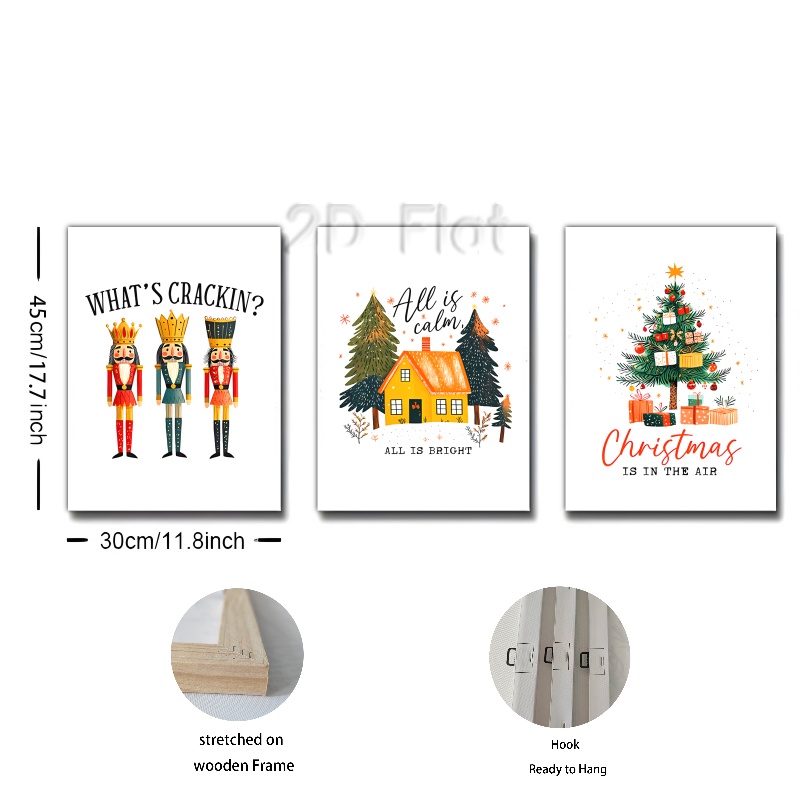 2D Flat
WHAT'S CRACKIN?
All is
calm,
ALL IS BRIGHT
Christmas
IS IN THE AIR
45cm/17.7inch
30cm/11.8inch
stretched on
wooden Frame
Hook
Ready to Hang